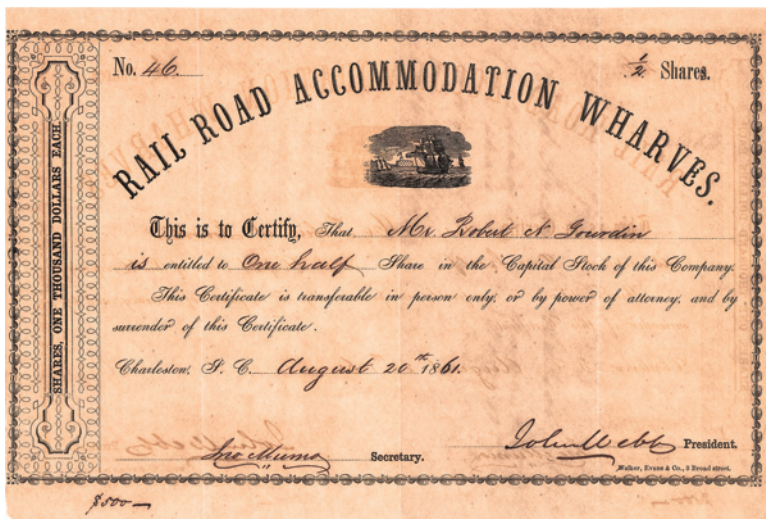 No. 46.
1/2 Shares.
RAIL ROAD ACCOMMODATION WHARVES.
SHARES, ONE THOUSAND DOLLARS EACH.
This is to Certify, That Mr. Robert N Gourdin
is entitled to One half Share in the Capital Stock of this Company.
This Certificate is transferable in person only, or by power of attorney, and by
surrender of this Certificate.
Charleston, S. C. August 20th 1861.
Secretary.
John Webb President.
Walker, Evans & Co., 3 Broad street.
$500—